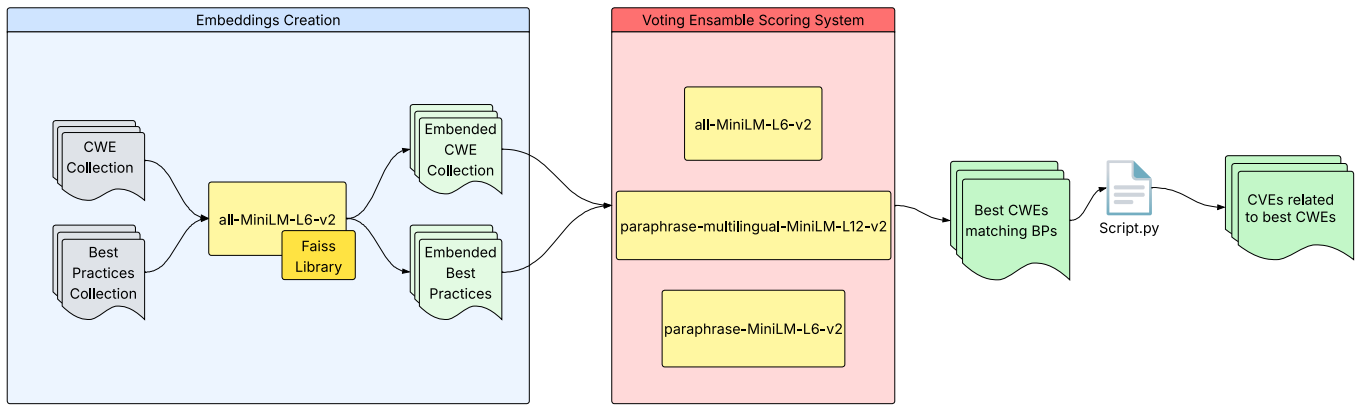 Embeddings Creation
CWE
Collection
Best
Practices
Collection
all-MiniLM-L6-v2
Faiss
Library
Embended
CWE
Collection
Embended
Best
Practices
Voting Ensamble Scoring System
all-MiniLM-L6-v2
paraphrase-multilingual-MiniLM-L12-v2
paraphrase-MiniLM-L6-v2
Best CWEs
matching BPs
Script.py
CVEs related
to best CWEs